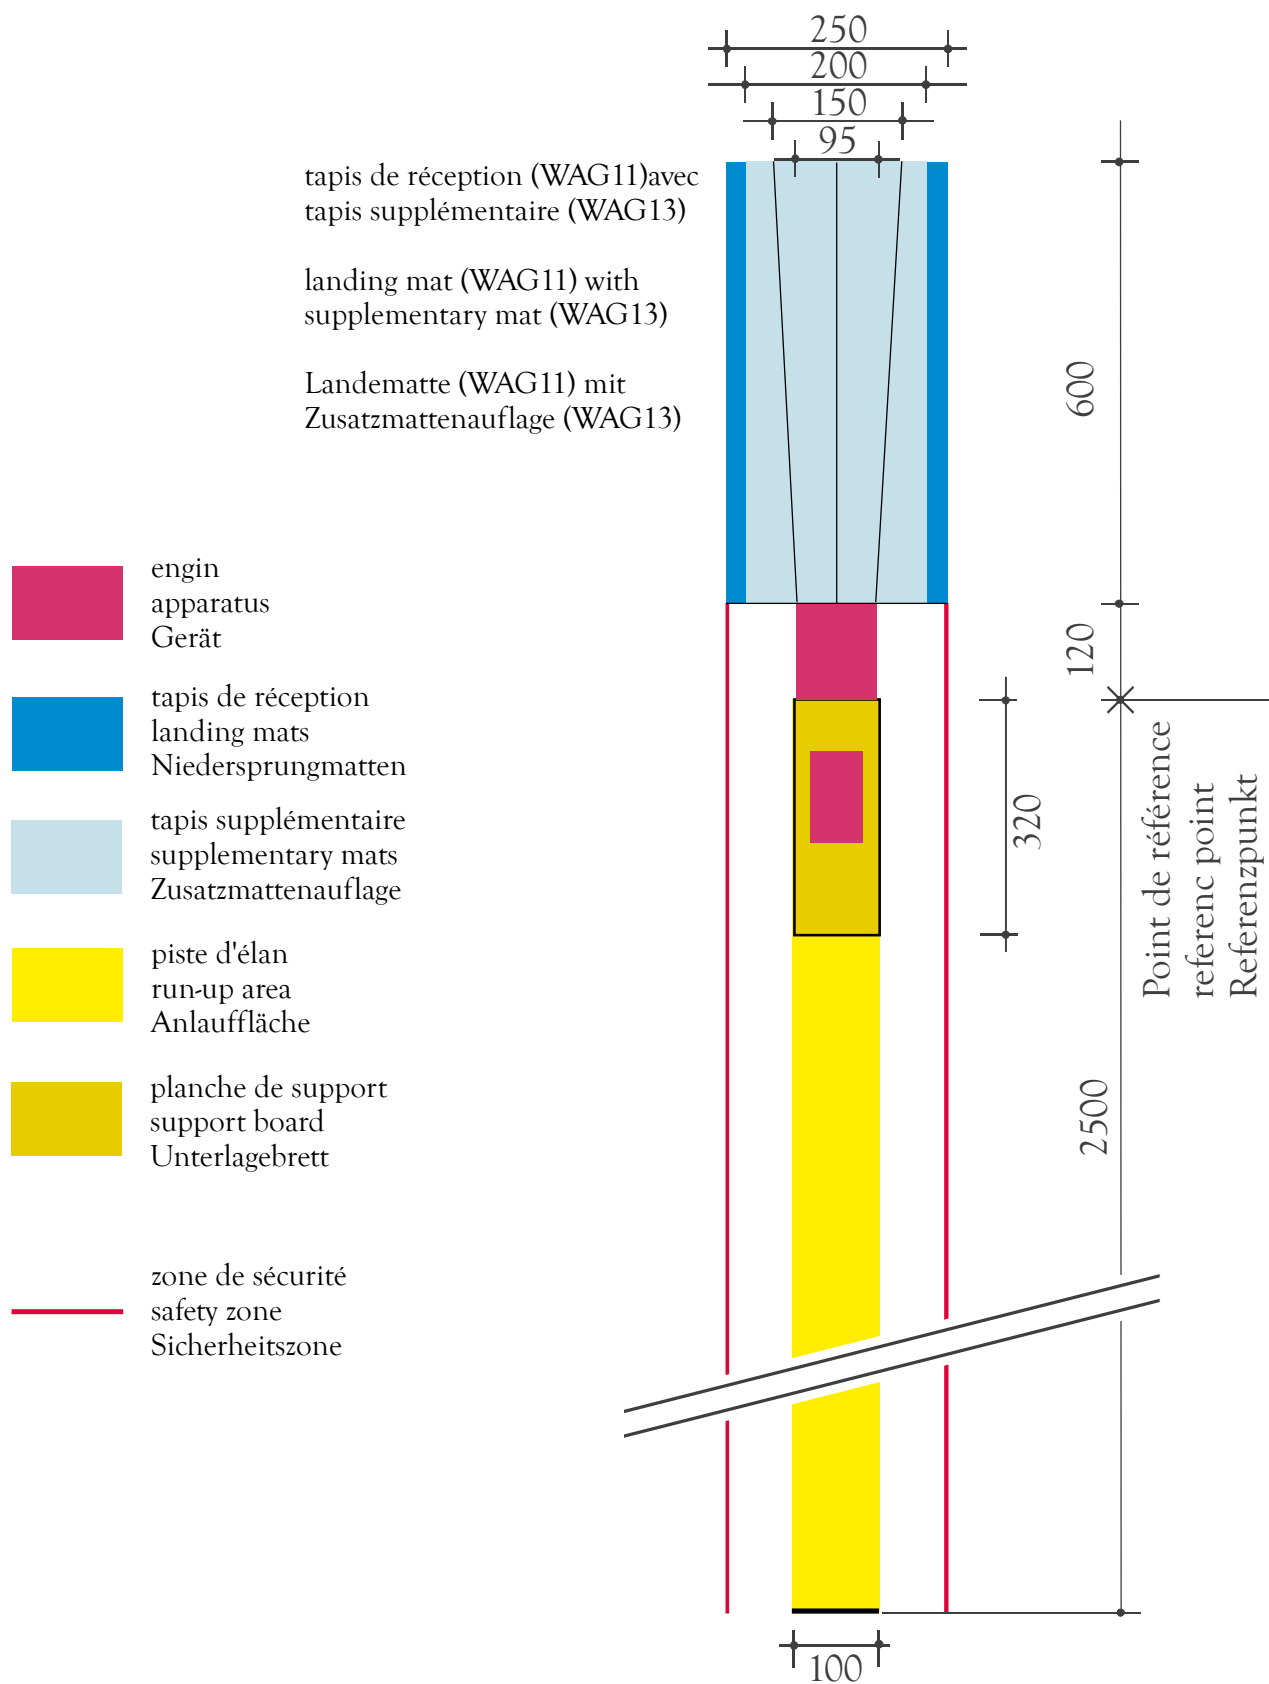 250
200
150
95
tapis de réception (WAG11)avec
tapis supplémentaire (WAG13)
landing mat (WAG11) with
supplementary mat (WAG13)
Landematte (WAG11) mit
Zusatzmattenauflage (WAG13)
600
engin
apparatus
Gerät
120
tapis de réception
landing mats
Niedersprungmatten
320
Point de référence
referenc point
Referenzpunkt
tapis supplémentaire
supplementary mats
Zusatzmattenauflage
piste d'élan
run-up area
Anlauffläche
planche de support
support board
Unterlagebrett
2500
zone de sécurité
safety zone
Sicherheitszone
100